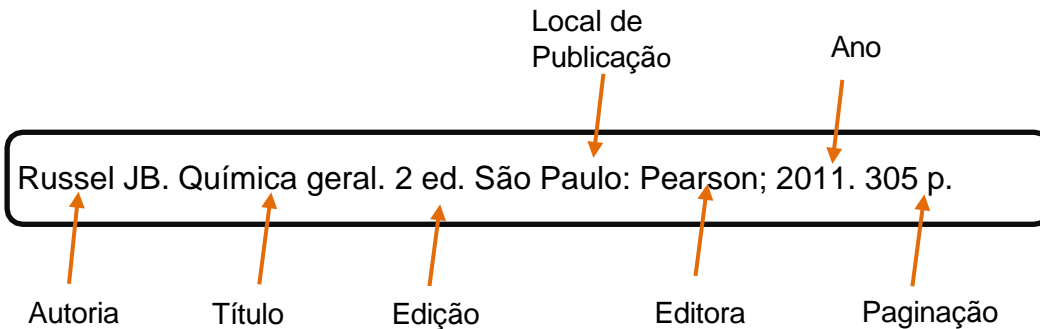 Local de
Publicação
Ano
Russel JB. Química geral. 2 ed. São Paulo: Pearson; 2011. 305 p.
Autoria
Título
Edição
Editora
Paginação